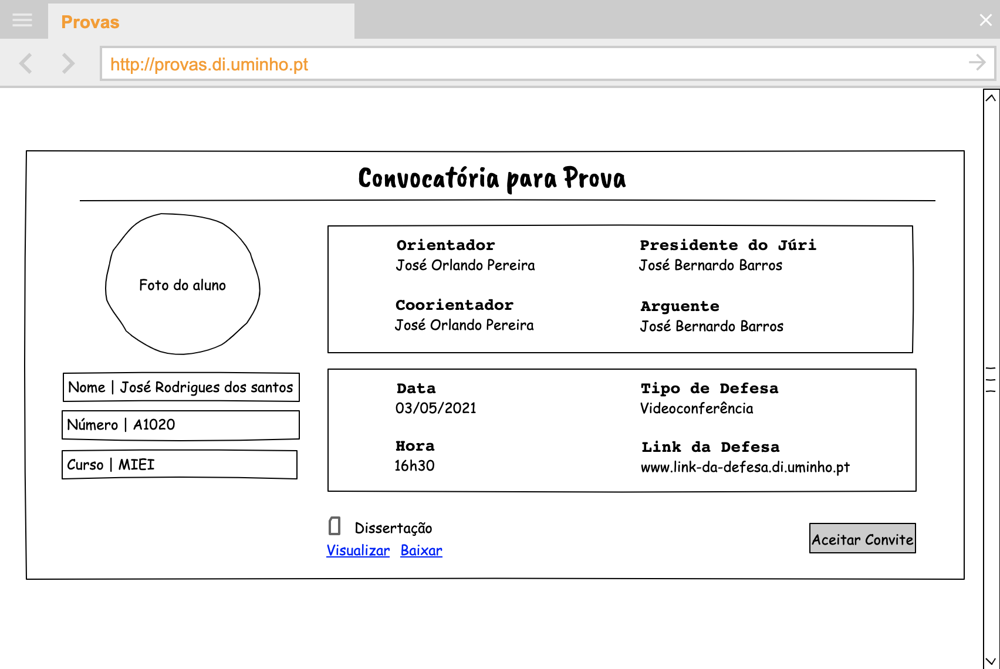 Provas
http://provas.di.uminho.pt
Convocatória para Prova
Foto do aluno
Nome | José Rodrigues dos santos
Número | A1020
Curso | MIEI
Orientador
José Orlando Pereira
Presidente do Júri
José Bernardo Barros
Coorientador
José Orlando Pereira
Arguente
José Bernardo Barros
Data
03/05/2021
Tipo de Defesa
Videoconferência
Hora
16h30
Link da Defesa
www.link-da-defesa.di.uminho.pt
Dissertação
Visualizar Baixar
Aceitar Convite